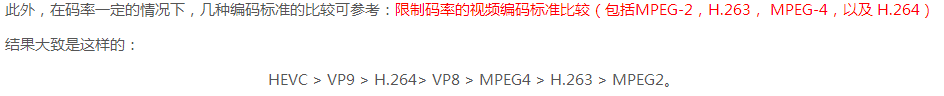 此外，在码率一定的情况下，几种编码标准的比较可参考：限制码率的视频编码标准比较（包括MPEG-2，H.263， MPEG-4，以及 H.264）
结果大致是这样的：
HEVC > VP9 > H.264> VP8 > MPEG4 > H.263 > MPEG2。